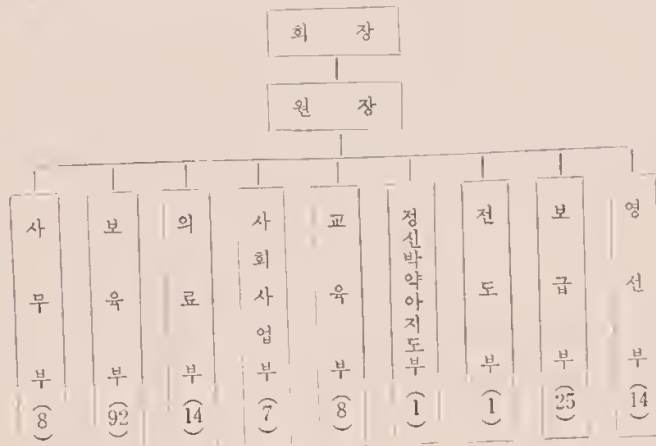 회 장
원 장
사무부 (8)
보육부 (92)
의료부 (14)
사회사업부 (7)
교육부 (8)
정신박약아지도부 (1)
전도부 (1)
보급부 (25)
영선부 (14)